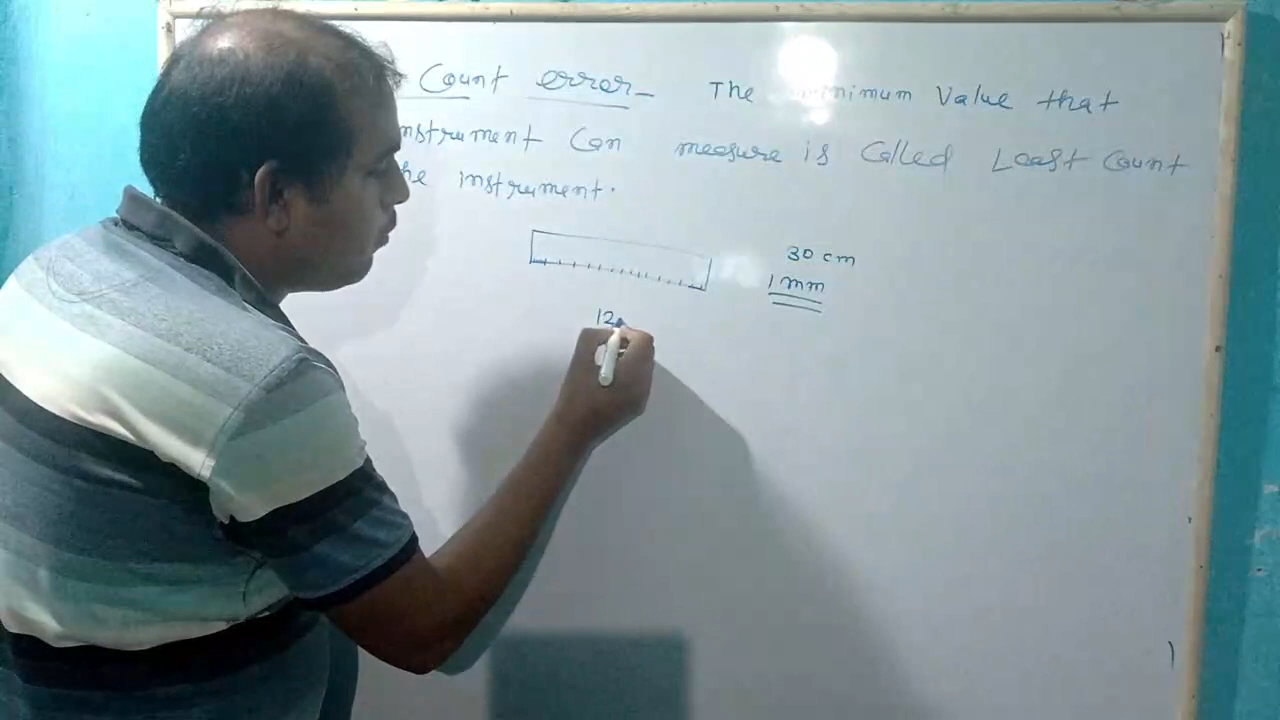 Count error – The minimum Value that
instrument Can measure is Called Least Count
the instrument.
30 cm
1 mm
12